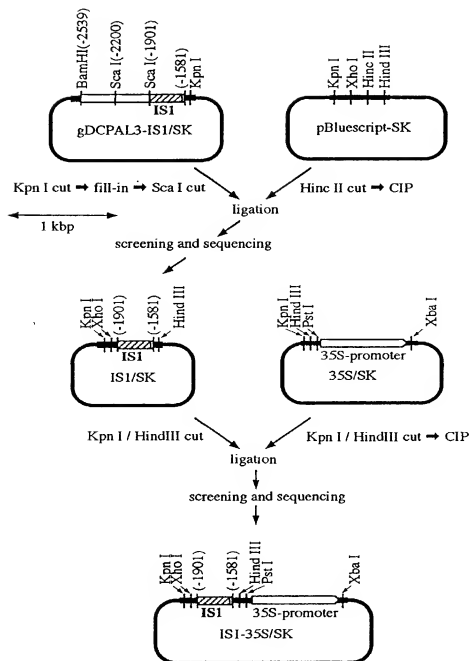 BamHI(-2539)
Sca I(-2200)
Sca I(-1901)
(-1581)
Kpn I
IS1
gDCPAL3-IS1/SK
Kpn I
Xho I
Hinc II
Hind III
pBluescript-SK
Kpn I cut → fill-in → Sca I cut
Hinc II cut → CIP
1 kbp
ligation
screening and sequencing
Kpn I
Xho I
(-1901)
(-1581)
Hind III
IS1
IS1/SK
Kpn I
Hind III
Pst I
Xba I
35S-promoter
35S/SK
Kpn I / HindIII cut
Kpn I / HindIII cut → CIP
ligation
screening and sequencing
Kpn I
Xho I
(-1901)
(-1581)
Hind III
Pst I
Xba I
IS1
35S-promoter
IS1-35S/SK